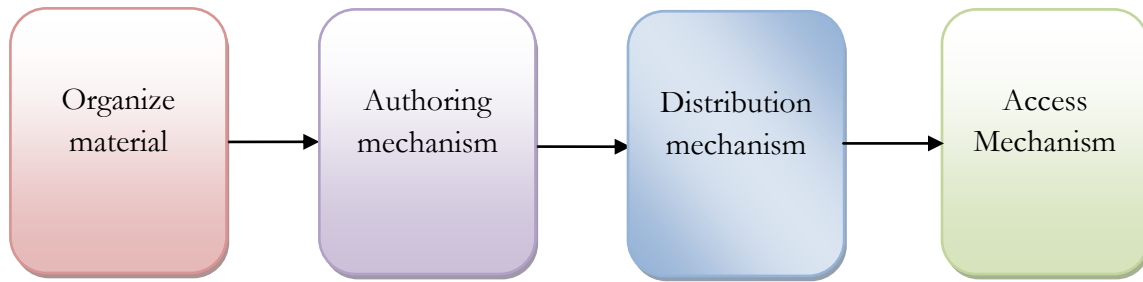 Organize
material
Authoring
mechanism
Distribution
mechanism
Access
Mechanism